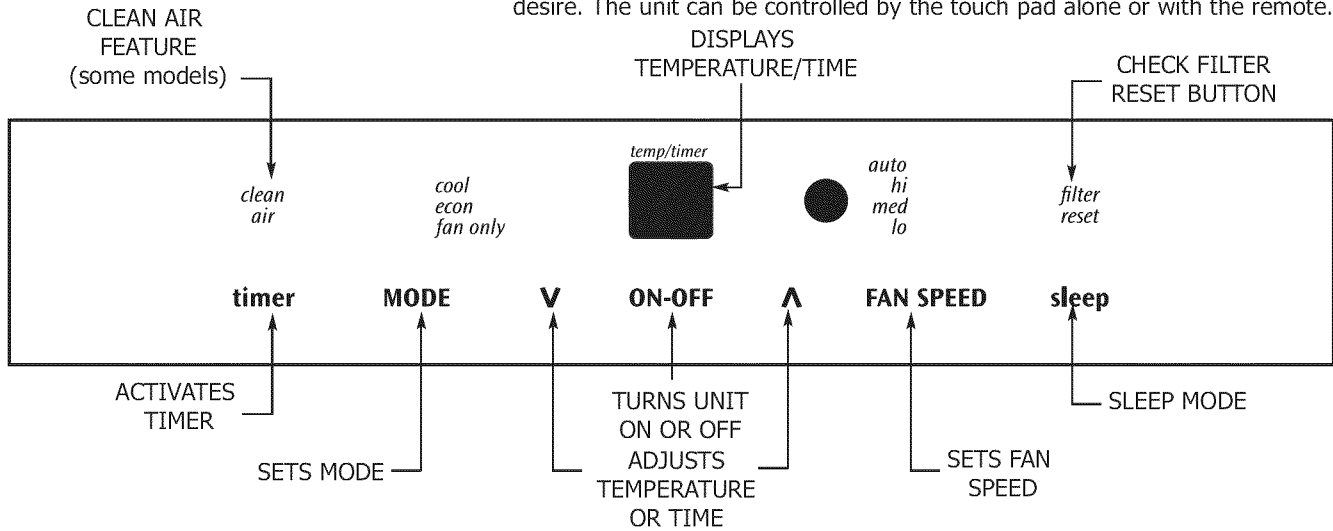 desire. The unit can be controlled by the touch pad alone or with the remote.
CLEAN AIR
FEATURE
(some models)
DISPLAYS
TEMPERATURE/TIME
CHECK FILTER
RESET BUTTON
clean
air
cool
econ
fan only
temp/timer
auto
hi
med
lo
filter
reset
timer
MODE
V
ON-OFF
Λ
FAN SPEED
sleep
ACTIVATES
TIMER
SETS MODE
TURNS UNIT
ON OR OFF
ADJUSTS
TEMPERATURE
OR TIME
SETS FAN
SPEED
SLEEP MODE